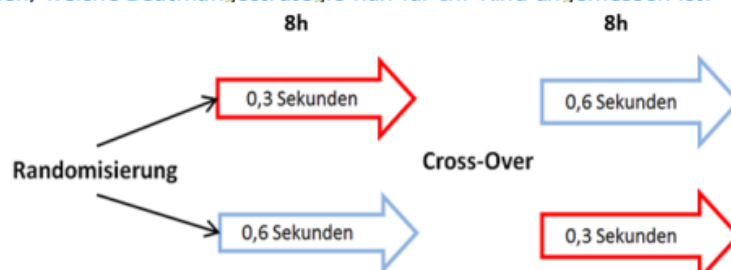 8h 8h
0,3 Sekunden 0,6 Sekunden
Randomisierung Cross-Over
0,6 Sekunden 0,3 Sekunden